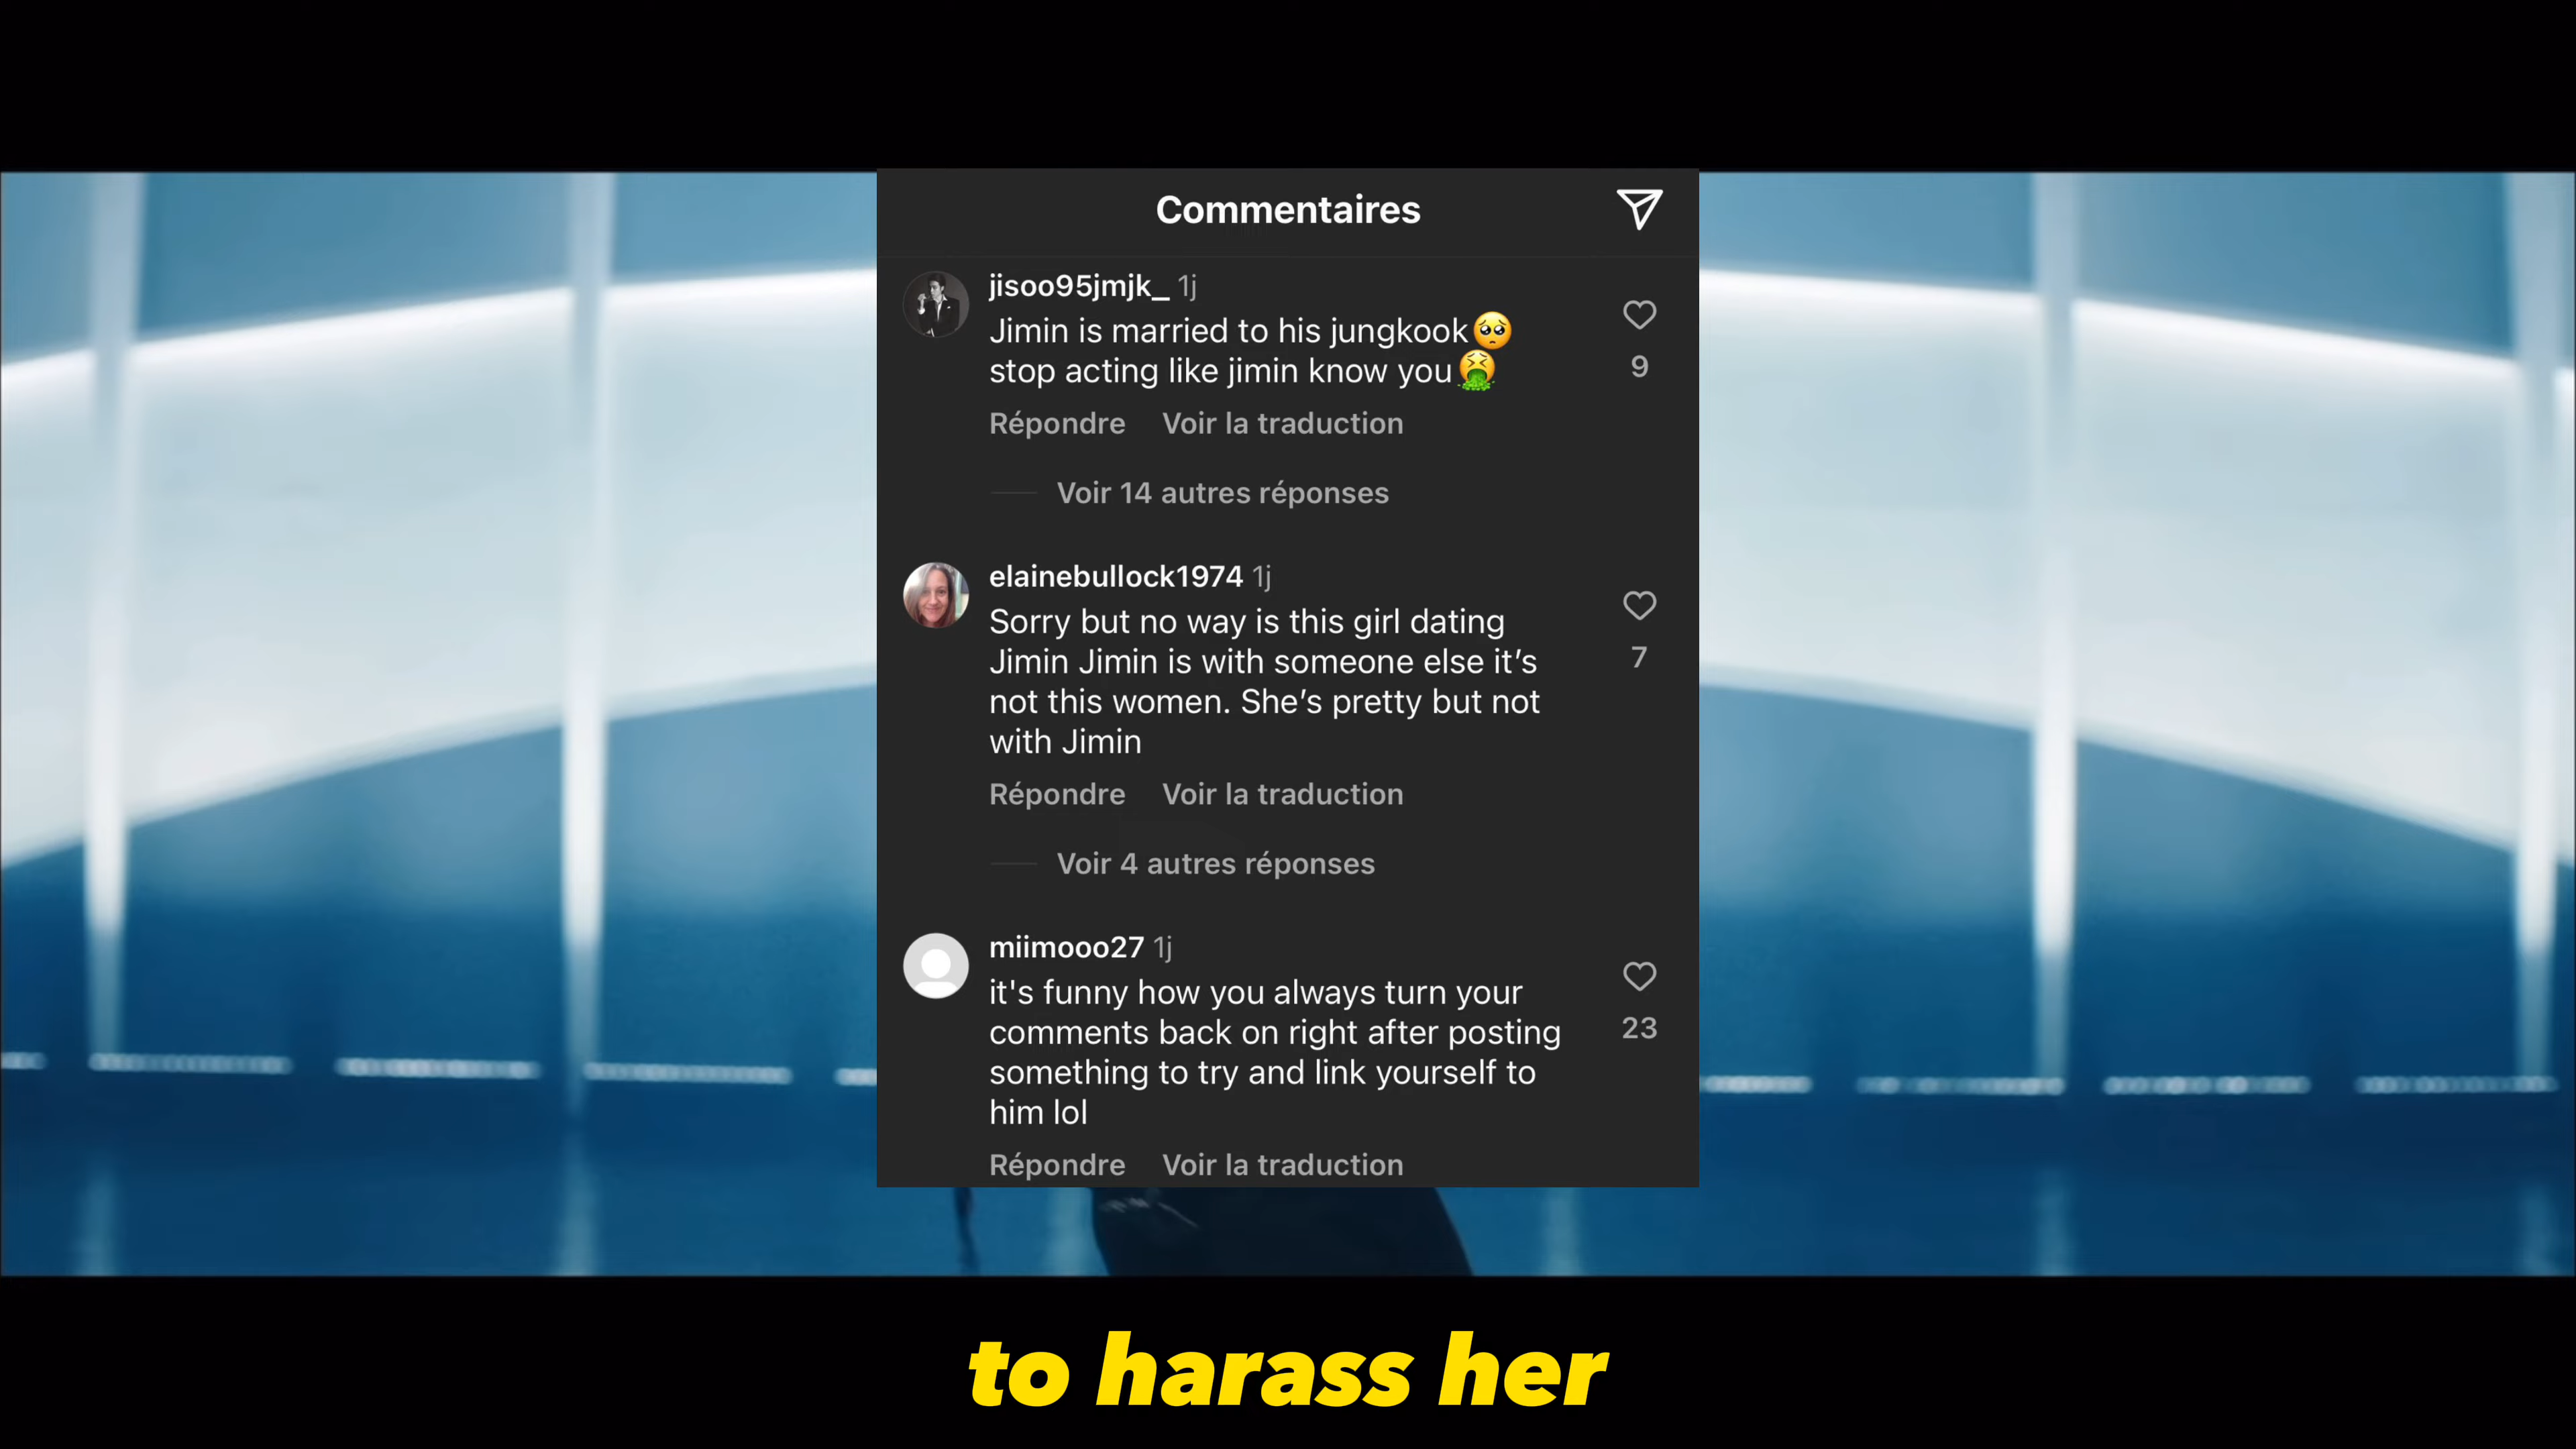 Commentaires
jisoo95jmjk_ 1j
Jimin is married to his jungkook🥺
stop acting like jimin know you🤮
9
Répondre Voir la traduction
Voir 14 autres réponses
elainebullock1974 1j
Sorry but no way is this girl dating
Jimin Jimin is with someone else it’s
not this women. She’s pretty but not
with Jimin
7
Répondre Voir la traduction
Voir 4 autres réponses
miimooo27 1j
it's funny how you always turn your
comments back on right after posting
something to try and link yourself to
him lol
23
Répondre Voir la traduction
to harass her